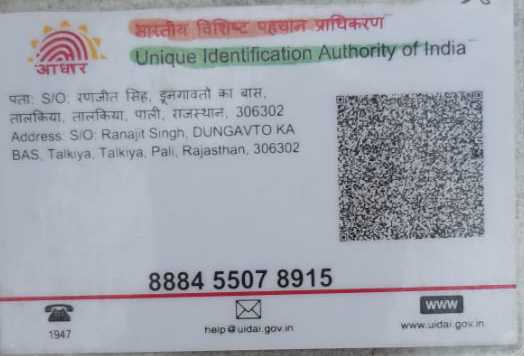 भारतीय विशिष्ट पहचान प्राधिकरण
Unique Identification Authority of India
आधार
पता: S/O: रणजीत सिंह, डूनगावतो का बास,
तालकिया, तालकिया, पाली, राजस्थान, 306302
Address: S/O: Ranajit Singh, DUNGAVTO KA
BAS, Talkiya, Talkiya, Pali, Rajasthan, 306302
8884 5507 8915
1947
help@uidai.gov.in
www
www.uidai.gov.in